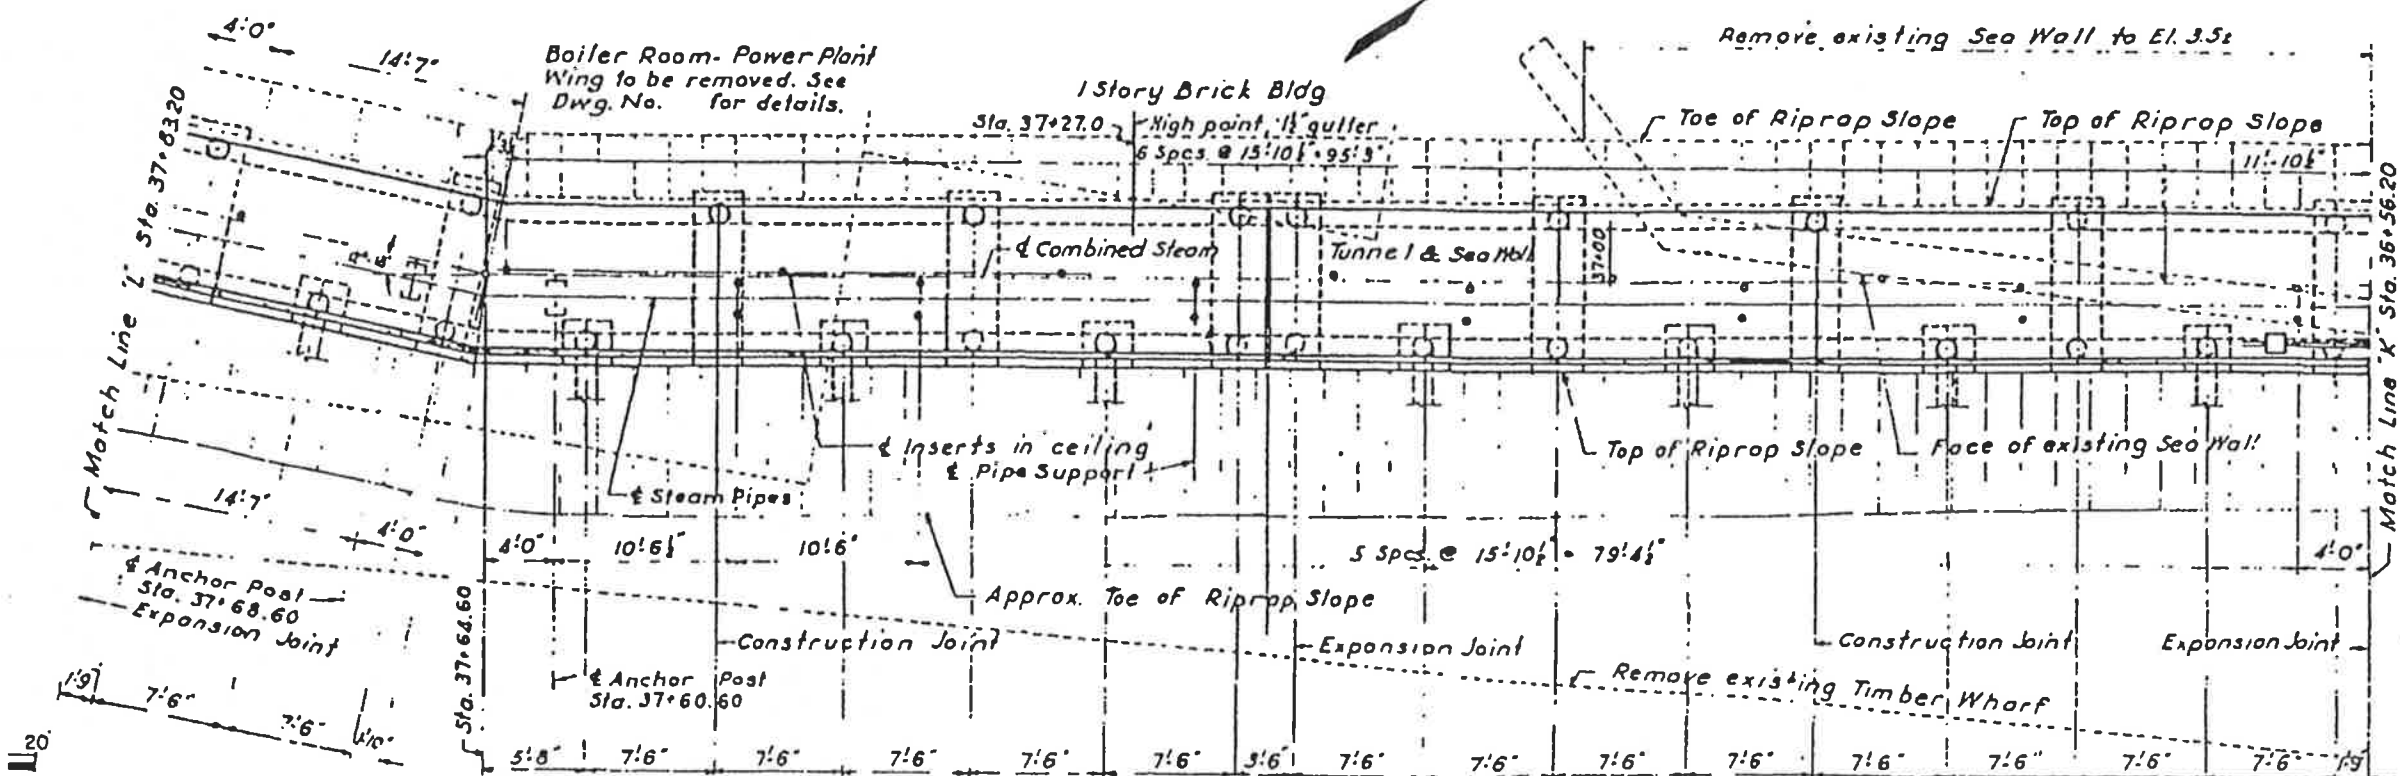 4'-0"
14'-7"
Boiler Room - Power Plant
Wing to be removed. See
Dwg. No.    for details.
1 Story Brick Bldg
Remove existing Sea Wall to El. 3.5±
Sta. 37+27.0
High point, 1½" gutter
6 Spcs @ 15'-10½" = 95'-3"
Toe of Riprap Slope
Top of Riprap Slope
11'-10½"
Match Line "L" Sta. 37+83.20
℄ Combined Steam Tunnel & Sea Wall
37+00
Match Line "K" Sta. 36+56.20
℄ Inserts in ceiling
℄ Pipe Support
℄ Steam Pipes
Top of Riprap Slope
Face of existing Sea Wall
14'-7"
4'-0"
4'-0"
10'-6½"
10'-6"
5 Spcs @ 15'-10½" = 79'-4½"
4'-0"
℄ Anchor Post
Sta. 37+68.60
Expansion Joint
Approx. Toe of Riprap Slope
Sta. 37+64.60
Construction Joint
Expansion Joint
Construction Joint
Expansion Joint
℄ Anchor Post
Sta. 37+60.60
Remove existing Timber Wharf
1'9"
7'-6"
7'-6"
1'10"
20'
5'-8" 7'-6" 7'-6" 7'-6" 7'-6" 7'-6" 3'-6" 7'-6" 7'-6" 7'-6" 7'-6" 7'-6" 7'-6" 7'-6" 7'-6" 1'9"